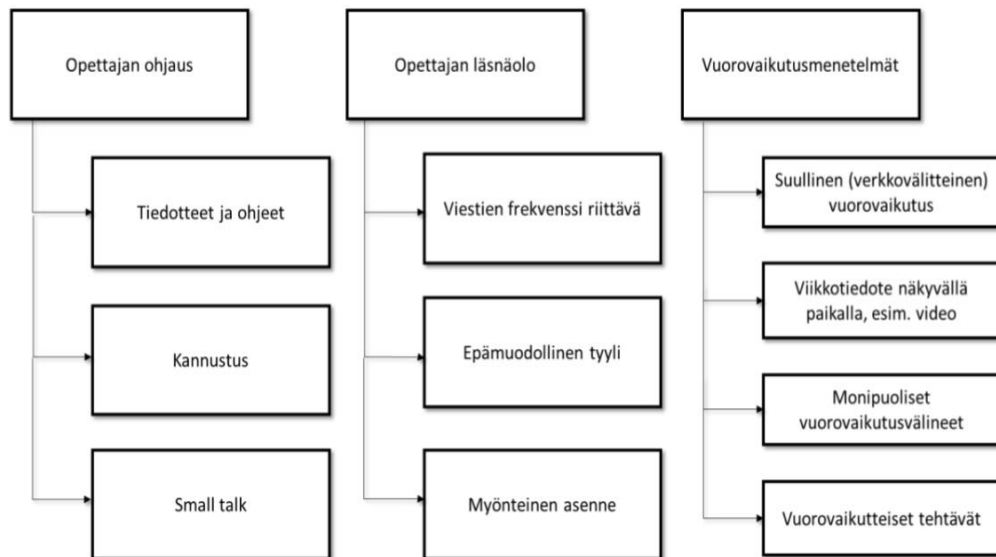 Opettajan ohjaus
Tiedotteet ja ohjeet
Kannustus
Small talk
Opettajan läsnäolo
Viestien frekvenssi riittävä
Epämuodollinen tyyli
Myönteinen asenne
Vuorovaikutusmenetelmät
Suullinen (verkkovälitteinen)
vuorovaikutus
Viikkotiedote näkyvällä
paikalla, esim. video
Monipuoliset
vuorovaikutusvälineet
Vuorovaikutteiset tehtävät